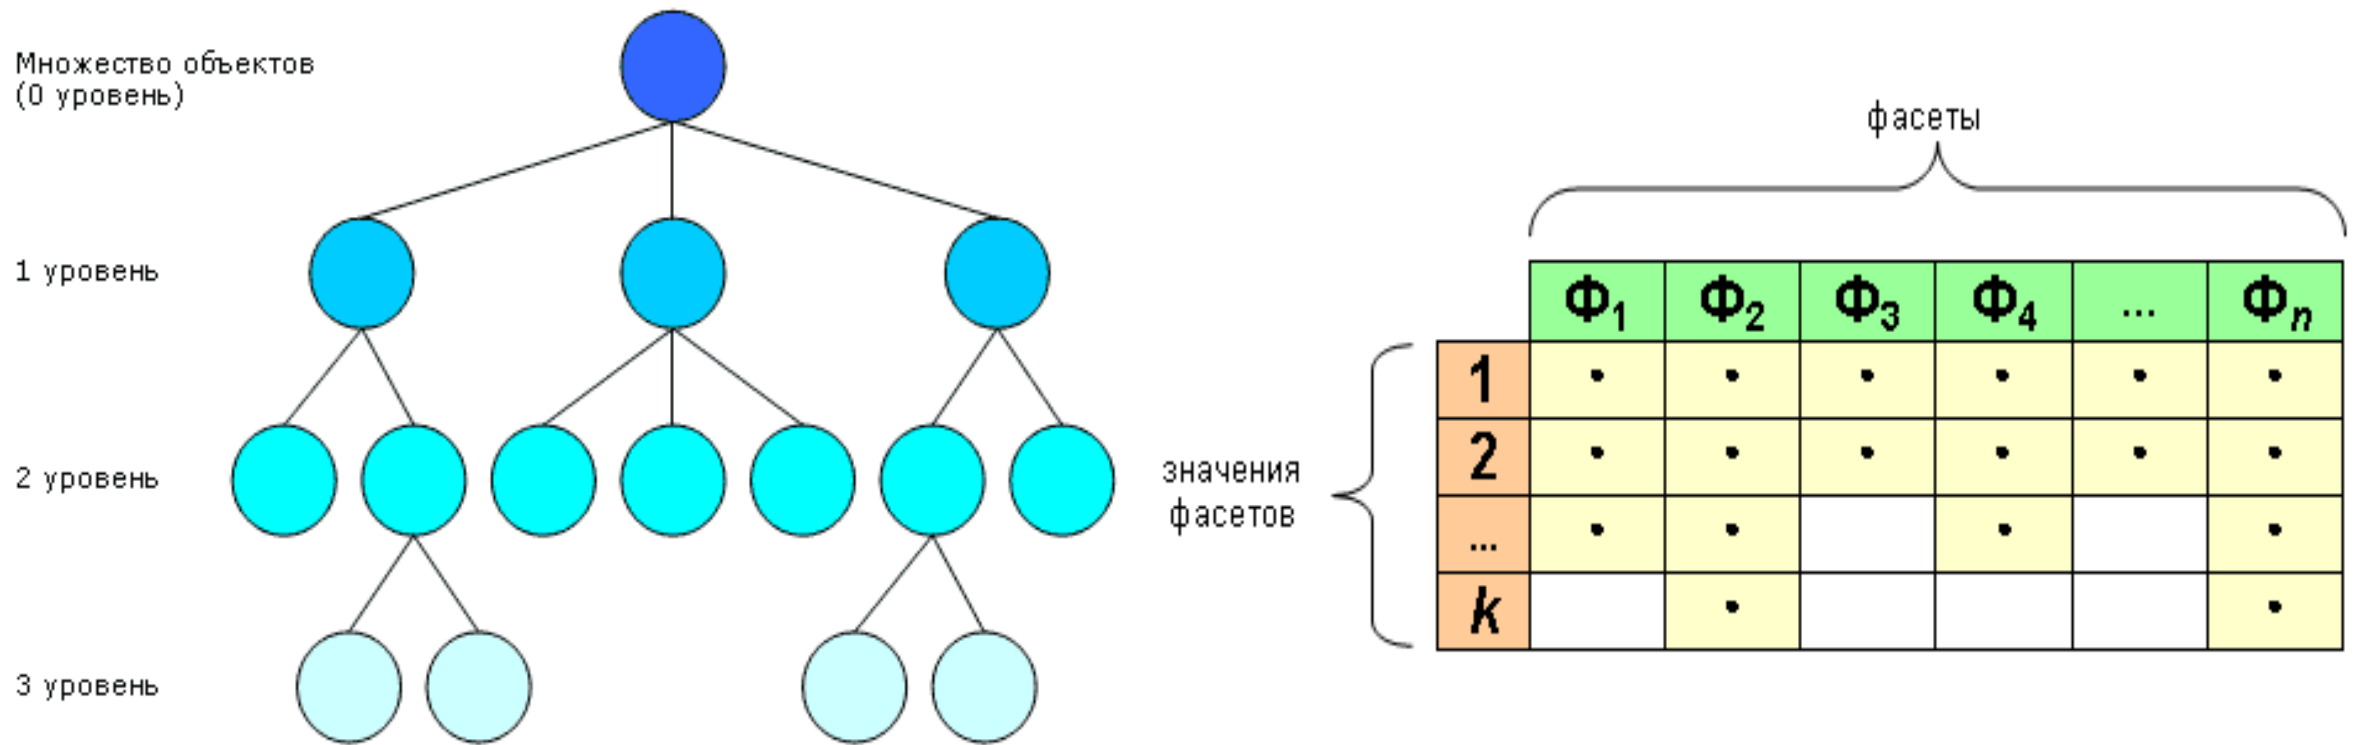 Множество объектов
(0 уровень)
1 уровень
2 уровень
3 уровень
фасеты
Ф1 Ф2 Ф3 Ф4 ... Фn
значения
фасетов
1
2
...
k